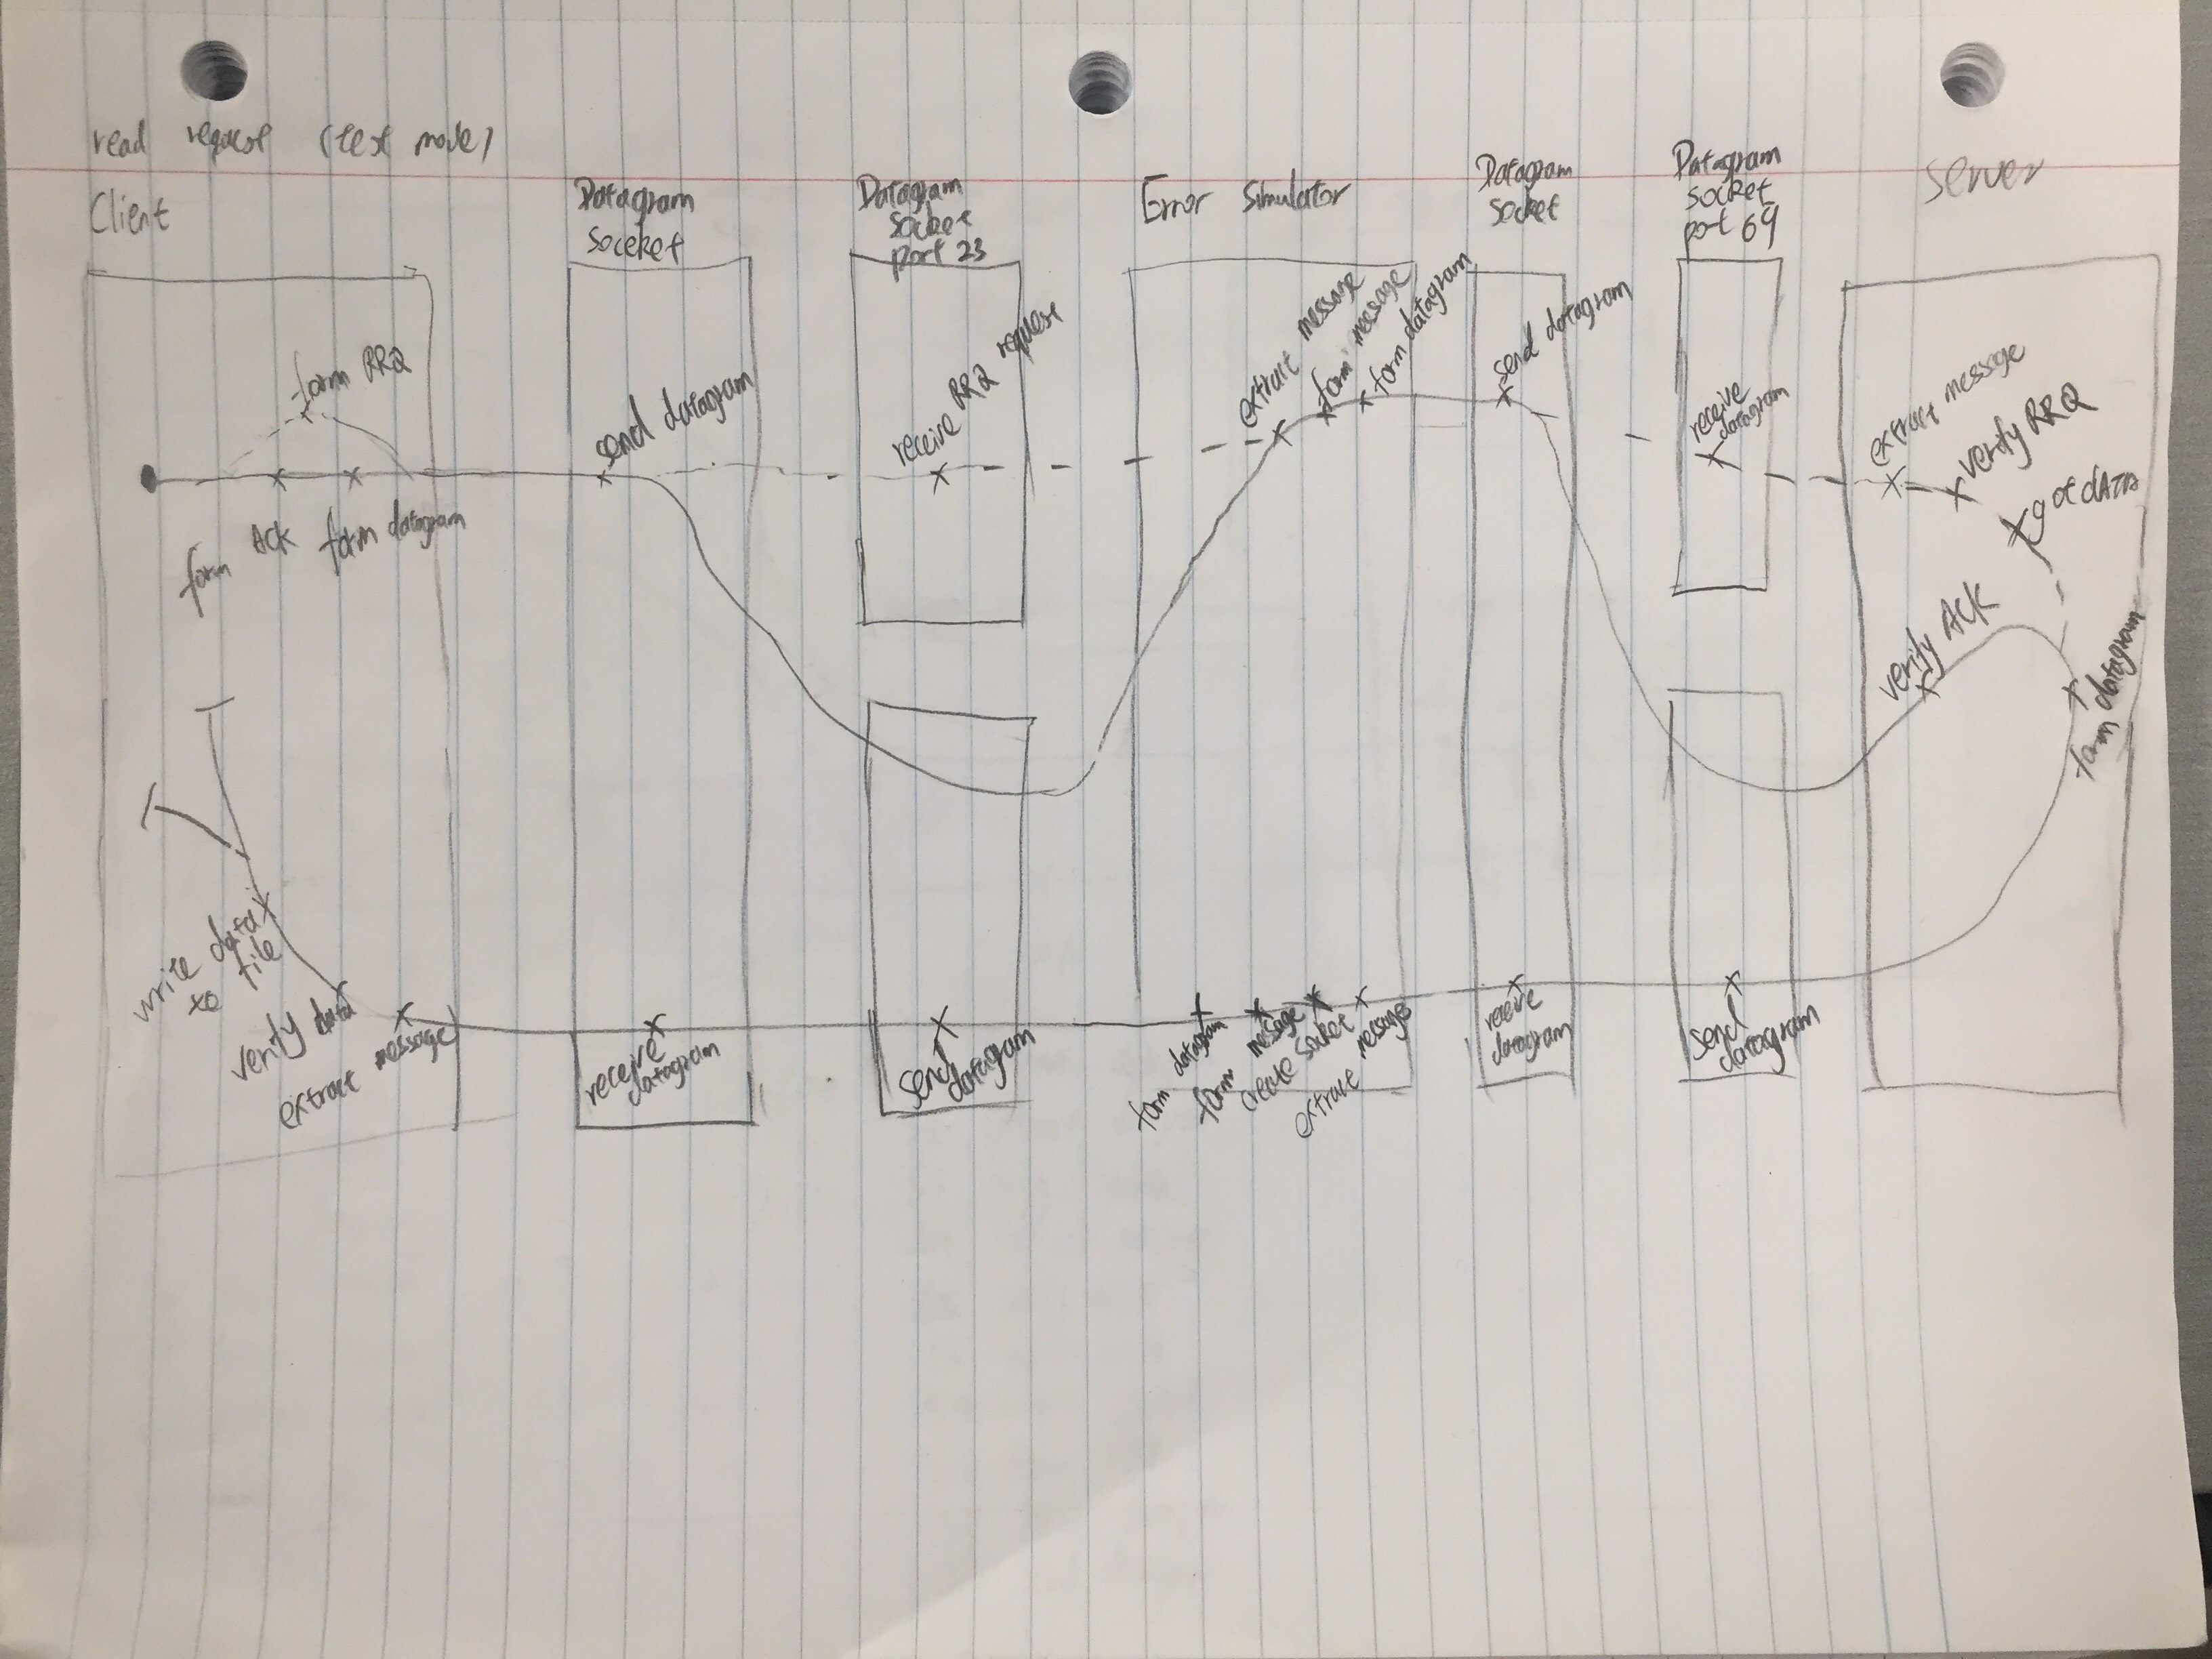 read request (test mode)
Client
Datagram
socket
Datagram
socket
port 23
Error
Simulator
Datagram
socket
Datagram
socket
port 69
Server
form RRQ
send datagram
receive RRQ
request
extract message
form message
form datagram
send datagram
receive
datagram
extract message
verify RRQ
got data
form
ACK
form datagram
verify ACK
form datagram
write data
to file
verify data
extract
message
receive
datagram
send
datagram
form datagram
form message
create socket
extract message
receive
datagram
send
datagram